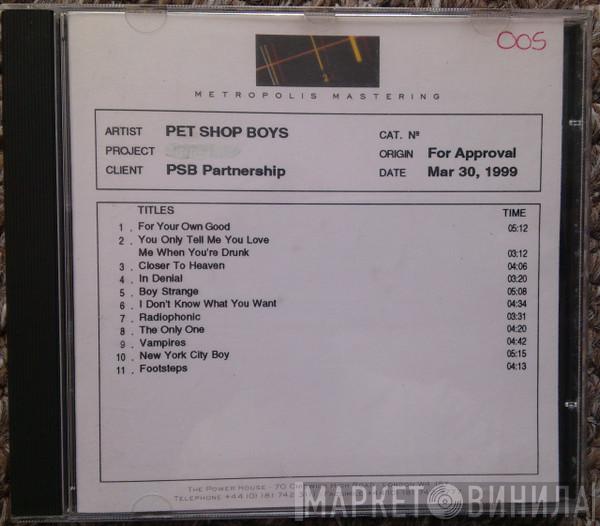 005
METROPOLIS MASTERING
ARTIST PET SHOP BOYS CAT. Nº
PROJECT ORIGIN For Approval
CLIENT PSB Partnership DATE Mar 30, 1999
TITLES TIME
1 . For Your Own Good 05:12
2 . You Only Tell Me You Love
Me When You're Drunk 03:12
3 . Closer To Heaven 04:06
4 . In Denial 03:20
5 . Boy Strange 05:08
6 . I Don't Know What You Want 04:34
7 . Radiophonic 03:31
8 . The Only One 04:20
9 . Vampires 04:42
10 . New York City Boy 05:15
11 . Footsteps 04:13
THE POWER HOUSE - 70
TELEPHONE +44 (0) 181 742
МАРКЕТ ВИНИЛА